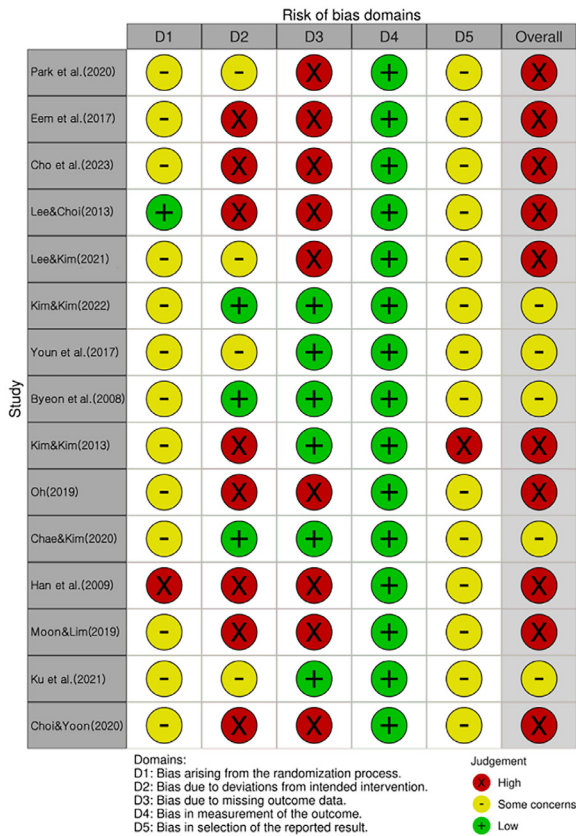 Risk of bias domains
D1 D2 D3 D4 D5 Overall
Study
Park et al.(2020) - - X + - X
Eem et al.(2017) - X X + - X
Cho et al.(2023) - X X + - X
Lee&Choi(2013) + X X + - X
Lee&Kim(2021) - - X + - X
Kim&Kim(2022) - + + + - -
Youn et al.(2017) - - + + - -
Byeon et al.(2008) - + + + - -
Kim&Kim(2013) - X + + X X
Oh(2019) - X X + - X
Chae&Kim(2020) - + + + - -
Han et al.(2009) X X X + - X
Moon&Lim(2019) - X X + - X
Ku et al.(2021) - - + + - -
Choi&Yoon(2020) - X X + - X
Domains:
D1: Bias arising from the randomization process.
D2: Bias due to deviations from intended intervention.
D3: Bias due to missing outcome data.
D4: Bias in measurement of the outcome.
D5: Bias in selection of the reported result.
Judgement
X High
- Some concerns
+ Low